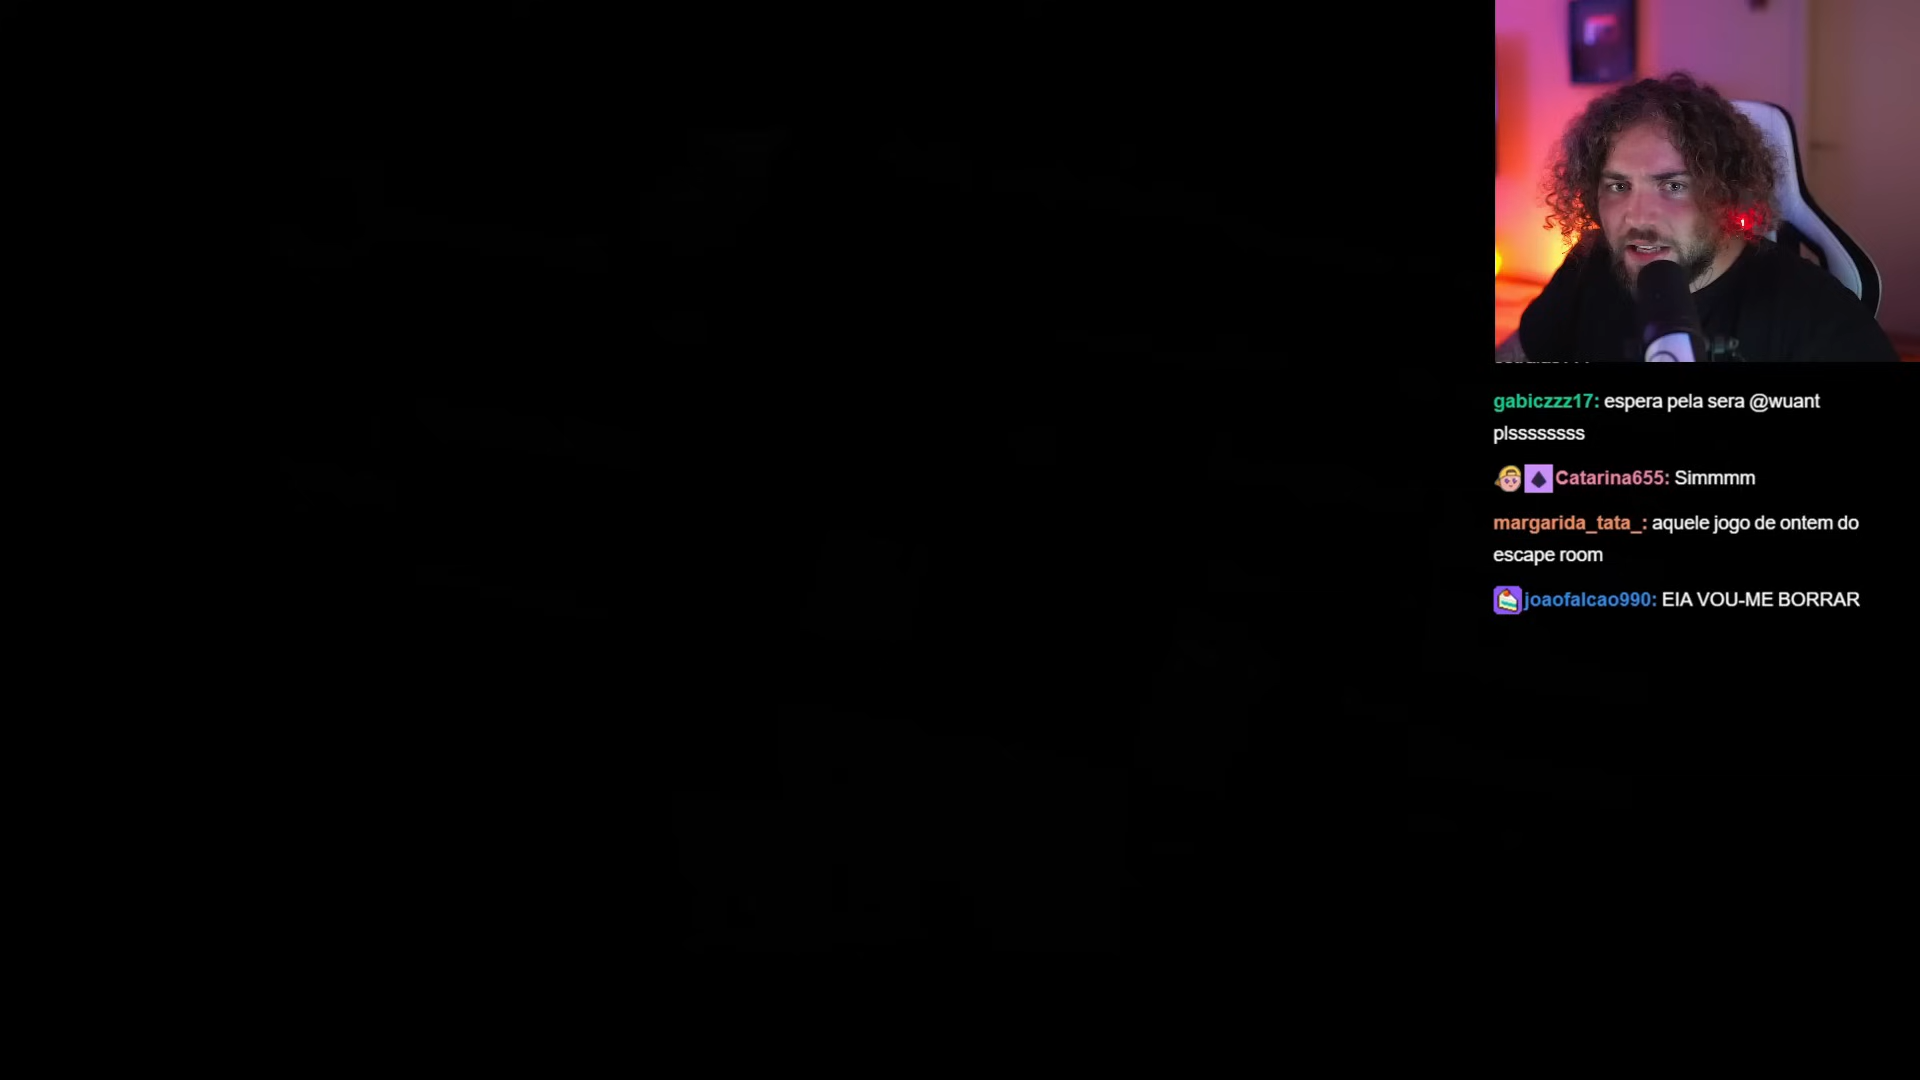 gabiczzz17: espera pela sera @wuant
plssssssss
Catarina655: Simmmm
margarida_tata_: aquele jogo de ontem do
escape room
joaofalcao990: EIA VOU-ME BORRAR